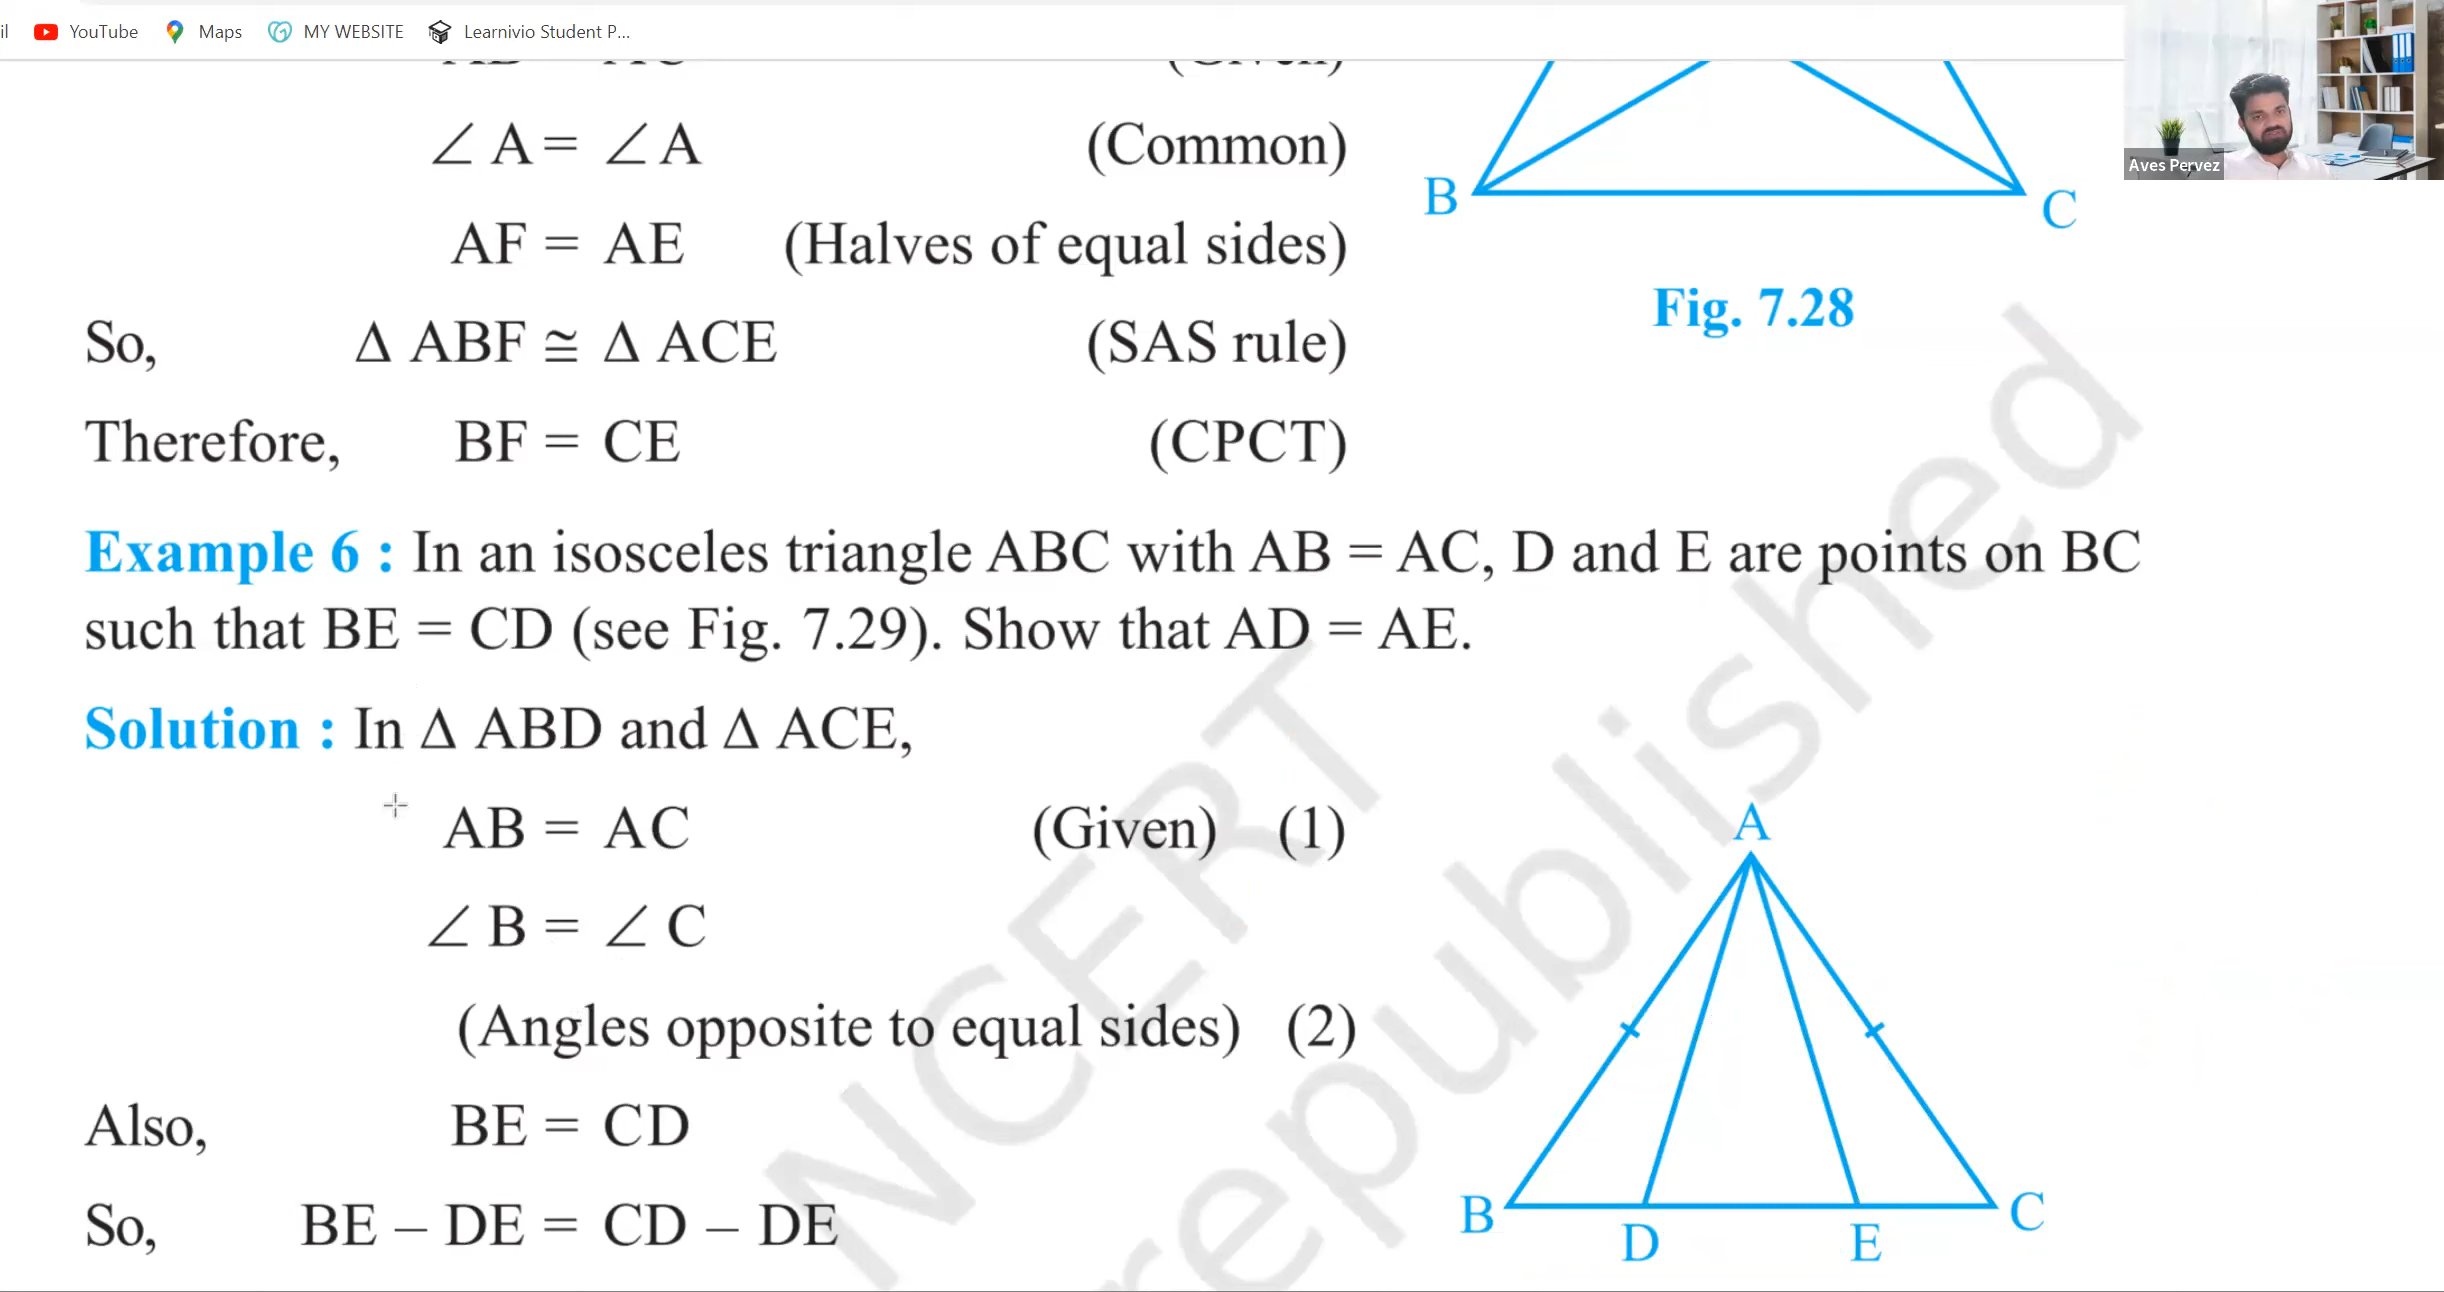 il YouTube Maps MY WEBSITE Learnivio Student P...
Aves Pervez
∠ A = ∠ A (Common)
AF = AE (Halves of equal sides)
So, Δ ABF ≅ Δ ACE (SAS rule)
Therefore, BF = CE (CPCT)
B C
Fig. 7.28
Example 6 : In an isosceles triangle ABC with AB = AC, D and E are points on BC
such that BE = CD (see Fig. 7.29). Show that AD = AE.
Solution : In Δ ABD and Δ ACE,
AB = AC (Given) (1)
∠ B = ∠ C
(Angles opposite to equal sides) (2)
Also, BE = CD
So, BE – DE = CD – DE
A
B C
D E
NCERT
republished